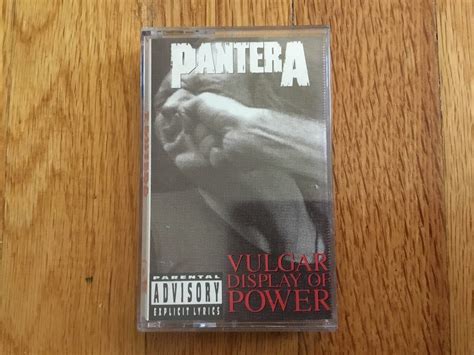 PANTERA
VULGAR
DISPLAY OF
POWER
PARENTAL
ADVISORY
EXPLICIT LYRICS